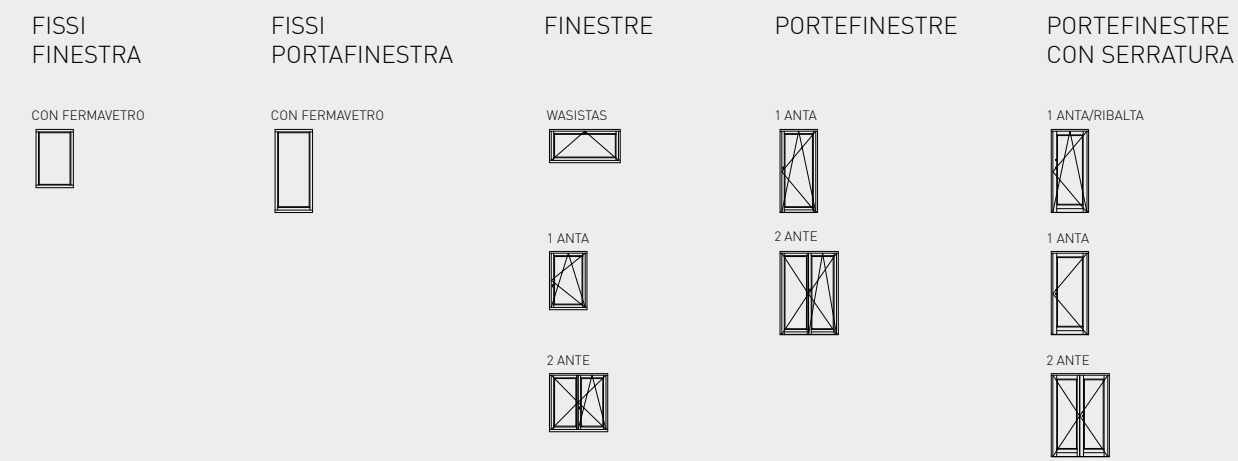 FISSI
FINESTRA
CON FERMAVETRO
FISSI
PORTAFINESTRA
CON FERMAVETRO
FINESTRE
WASISTAS
1 ANTA
2 ANTE
PORTEFINESTRE
1 ANTA
2 ANTE
PORTEFINESTRE
CON SERRATURA
1 ANTA/RIBALTA
1 ANTA
2 ANTE